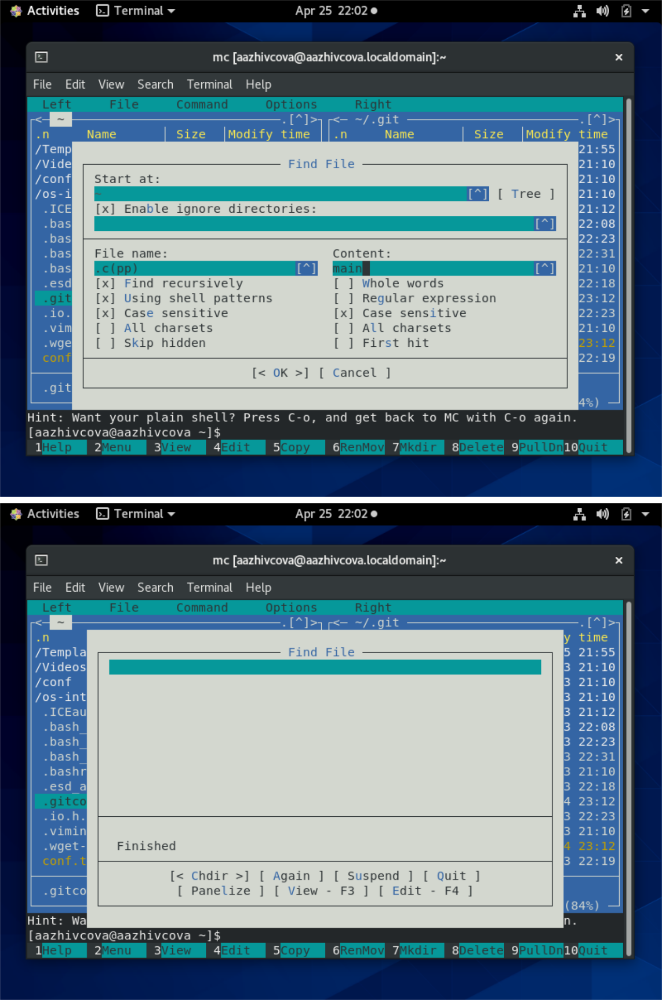 Activities Terminal Apr 25 22:02
mc [aazhivcova@aazhivcova.localdomain]:~
File Edit View Search Terminal Help
Left File Command Options Right
<- ~ .[^]> <- ~/.git .[^]>
.n Name Size Modify time .n Name Size Modify time
/Temp 21:55
Find File
/Vide 21:10
Start at:
/conf 21:10
~ [^] [ Tree ]
/os-i 21:10
[x] Enable ignore directories:
.ICE 21:12
[^]
.bas 22:08
.bas 22:23
File name: Content:
.bas 22:31
.c(pp) [^] main [^]
.bas 21:10
[x] Find recursively [ ] Whole words
.esd 22:18
[x] Using shell patterns [ ] Regular expression
.git 23:12
[x] Case sensitive [x] Case sensitive
.io. 22:23
[ ] All charsets [ ] All charsets
.vim 21:10
[ ] Skip hidden [ ] First hit
.wge 23:12
conf 22:19
[< OK >] [ Cancel ]
.git
4%)
Hint: Want your plain shell? Press C-o, and get back to MC with C-o again.
[aazhivcova@aazhivcova ~]$
1Help 2Menu 3View 4Edit 5Copy 6RenMov 7Mkdir 8Delete 9PullDn 10Quit
Activities Terminal Apr 25 22:02
mc [aazhivcova@aazhivcova.localdomain]:~
File Edit View Search Terminal Help
Left File Command Options Right
<- ~ .[^]> <- ~/.git .[^]>
.n y time
/Templa Find File 5 21:55
/Videos 3 21:10
/conf 3 21:10
/os-int 3 21:10
.ICEau 3 21:12
.bash_ 3 22:08
.bash_ 3 22:23
.bash_ 3 22:31
.bashr 3 21:10
.esd_a 3 22:18
.gitco 4 23:12
.io.h. 3 22:23
.vimin 3 21:10
.wget- Finished 4 23:12
conf.t 3 22:19
[< Chdir >] [ Again ] [ Suspend ] [ Quit ]
.gitco [ Panelize ] [ View - F3 ] [ Edit - F4 ]
(84%)
Hint: Wa n.
[aazhivcova@aazhivcova ~]$
1Help 2Menu 3View 4Edit 5Copy 6RenMov 7Mkdir 8Delete 9PullDn 10Quit